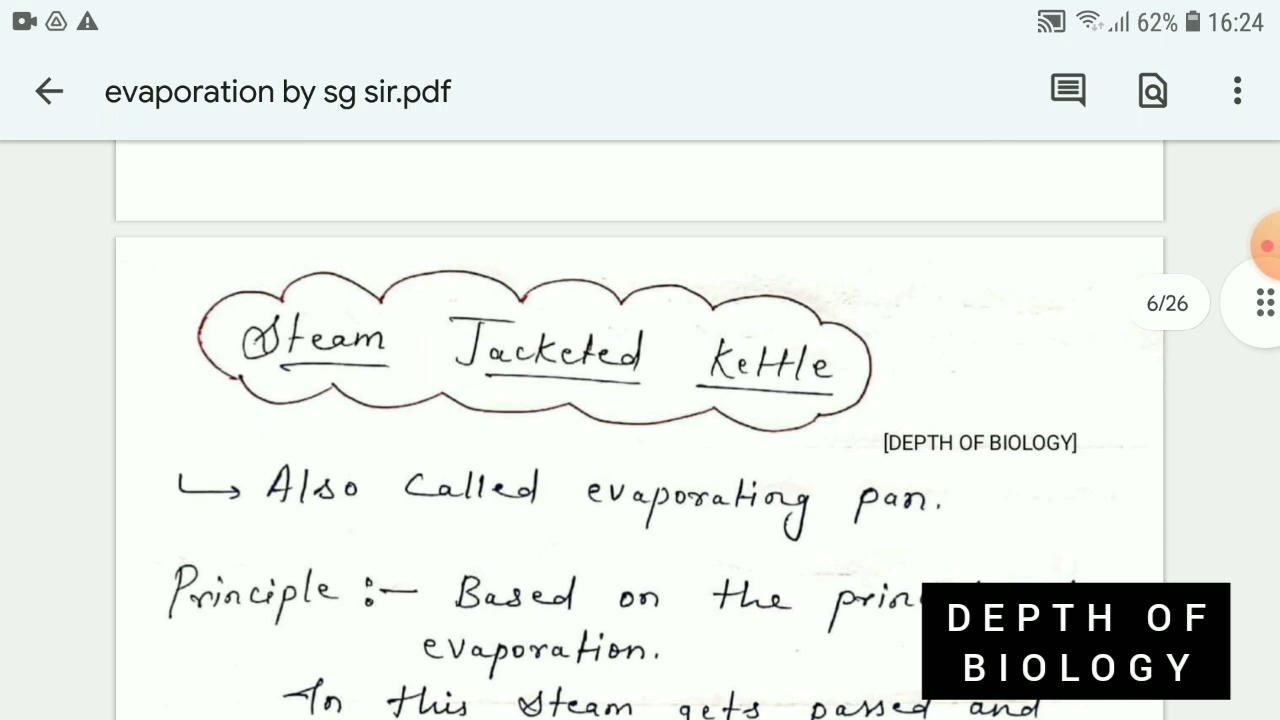 62% 16:24
evaporation by sg sir.pdf
6/26
Steam Jacketed Kettle
[DEPTH OF BIOLOGY]
↳ Also called evaporating pan.
Principle :- Based on the
evaporation.
In this steam gets passed and
DEPTH OF
BIOLOGY